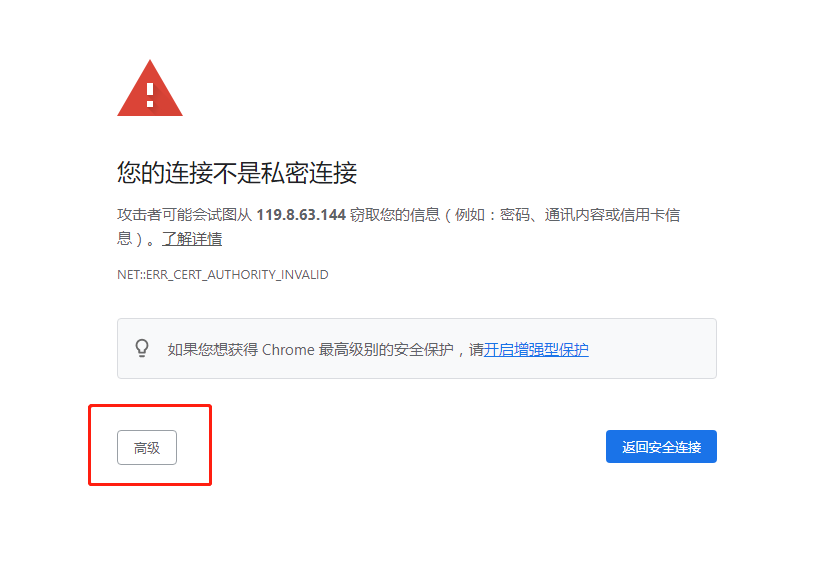 您的连接不是私密连接
攻击者可能会试图从 119.8.63.144 窃取您的信息（例如：密码、通讯内容或信用卡信
息）。了解详情
NET::ERR_CERT_AUTHORITY_INVALID
如果您想获得 Chrome 最高级别的安全保护，请开启增强型保护
高级
返回安全连接